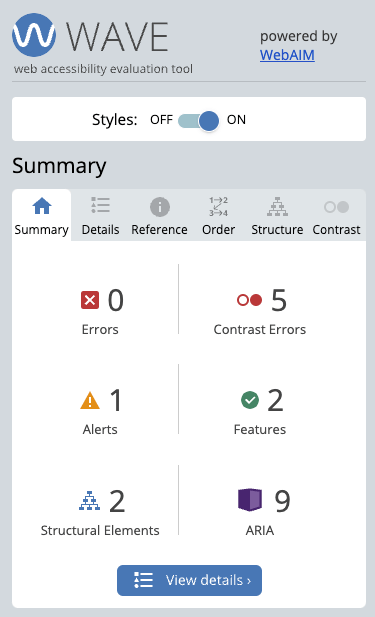 WAVE
web accessibility evaluation tool
powered by
WebAIM
Styles: OFF ON
Summary
Summary Details Reference Order Structure Contrast
1→2
3→4
0
Errors
5
Contrast Errors
1
Alerts
2
Features
2
Structural Elements
9
ARIA
View details ›